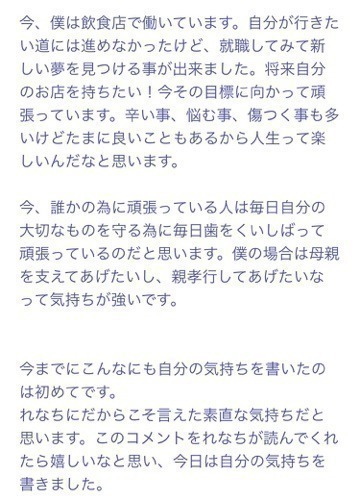 今、僕は飲食店で働いています。自分が行きた
い道には進めなかったけど、就職してみて新
しい夢を見つける事が出来ました。将来自分
のお店を持ちたい！今その目標に向かって頑
張っています。辛い事、悩む事、傷つく事も多
いけどたまに良いこともあるから人生って楽
しいんだなと思います。
今、誰かの為に頑張っている人は毎日自分の
大切なものを守る為に毎日歯をくいしばって
頑張っているのだと思います。僕の場合は母親
を支えてあげたいし、親孝行してあげたいな
って気持ちが強いです。
今までにこんなにも自分の気持ちを書いたの
は初めてです。
れなちにだからこそ言えた素直な気持ちだと
思います。このコメントをれなちが読んでくれ
たら嬉しいなと思い、今日は自分の気持ちを
書きました。